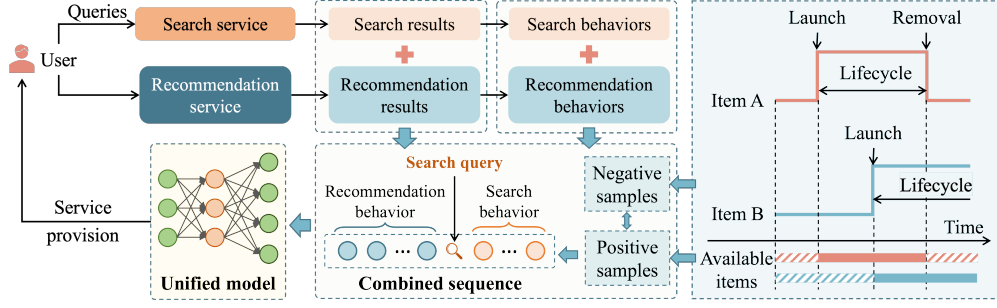 Queries
User
Search service
Recommendation
service
Search results
Recommendation
results
Search behaviors
Recommendation
behaviors
Launch
Removal
Lifecycle
Item A
Launch
Lifecycle
Item B
Time
Available
items
Service
provision
Unified model
Search query
Recommendation
behavior
Search
behavior
Combined sequence
Negative
samples
Positive
samples